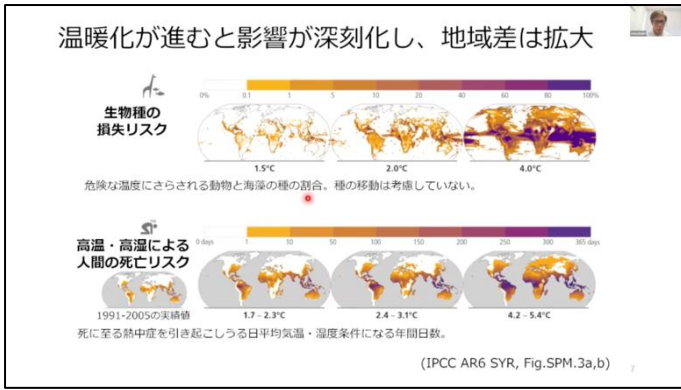 温暖化が進むと影響が深刻化し、地域差は拡大
生物種の
損失リスク
0% 0.1 1 5 10 20 40 60 80 100%
1.5°C 2.0°C 4.0°C
危険な温度にさらされる動物と海藻の種の割合。種の移動は考慮していない。
高温・高湿による
人間の死亡リスク
0 days 1 10 50 100 150 200 250 300 365 days
1991-2005の実績値
1.7 – 2.3°C 2.4 – 3.1°C 4.2 – 5.4°C
死に至る熱中症を引き起こしうる日平均気温・湿度条件になる年間日数。
(IPCC AR6 SYR, Fig.SPM.3a,b)
7